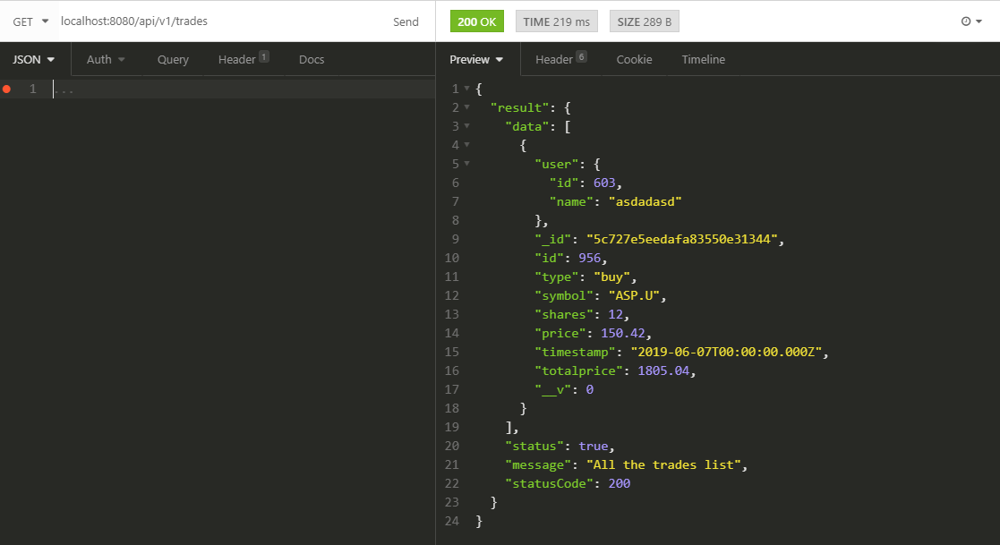 GET localhost:8080/api/v1/trades Send
200 OK TIME 219 ms SIZE 289 B
JSON Auth Query Header 1 Docs
Preview Header 6 Cookie Timeline
1 ...
1 {
2 "result": {
3 "data": [
4 {
5 "user": {
6 "id": 603,
7 "name": "asdadasd"
8 },
9 "_id": "5c727e5eedafa83550e31344",
10 "id": 956,
11 "type": "buy",
12 "symbol": "ASP.U",
13 "shares": 12,
14 "price": 150.42,
15 "timestamp": "2019-06-07T00:00:00.000Z",
16 "totalprice": 1805.04,
17 "__v": 0
18 }
19 ],
20 "status": true,
21 "message": "All the trades list",
22 "statusCode": 200
23 }
24 }